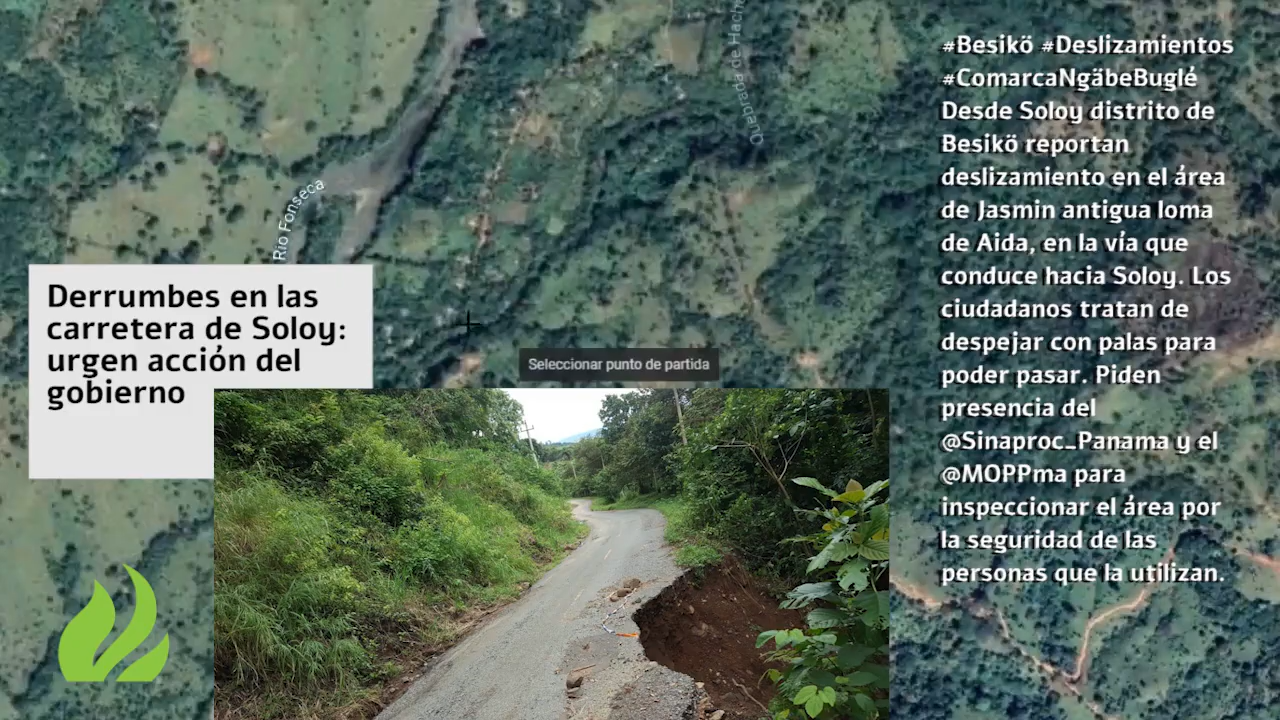 #Besikö #Deslizamientos
#ComarcaNgäbeBuglé
Desde Soloy distrito de
Besikö reportan
deslizamiento en el área
de Jasmin antigua loma
de Aida, en la vía que
conduce hacia Soloy. Los
ciudadanos tratan de
despejar con palas para
poder pasar. Piden
presencia del
@Sinaproc_Panama y el
@MOPPma para
inspeccionar el área por
la seguridad de las
personas que la utilizan.
Quebrada de Hacha
Río Fonseca
Derrumbes en las
carretera de Soloy:
urgen acción del
gobierno
Seleccionar punto de partida